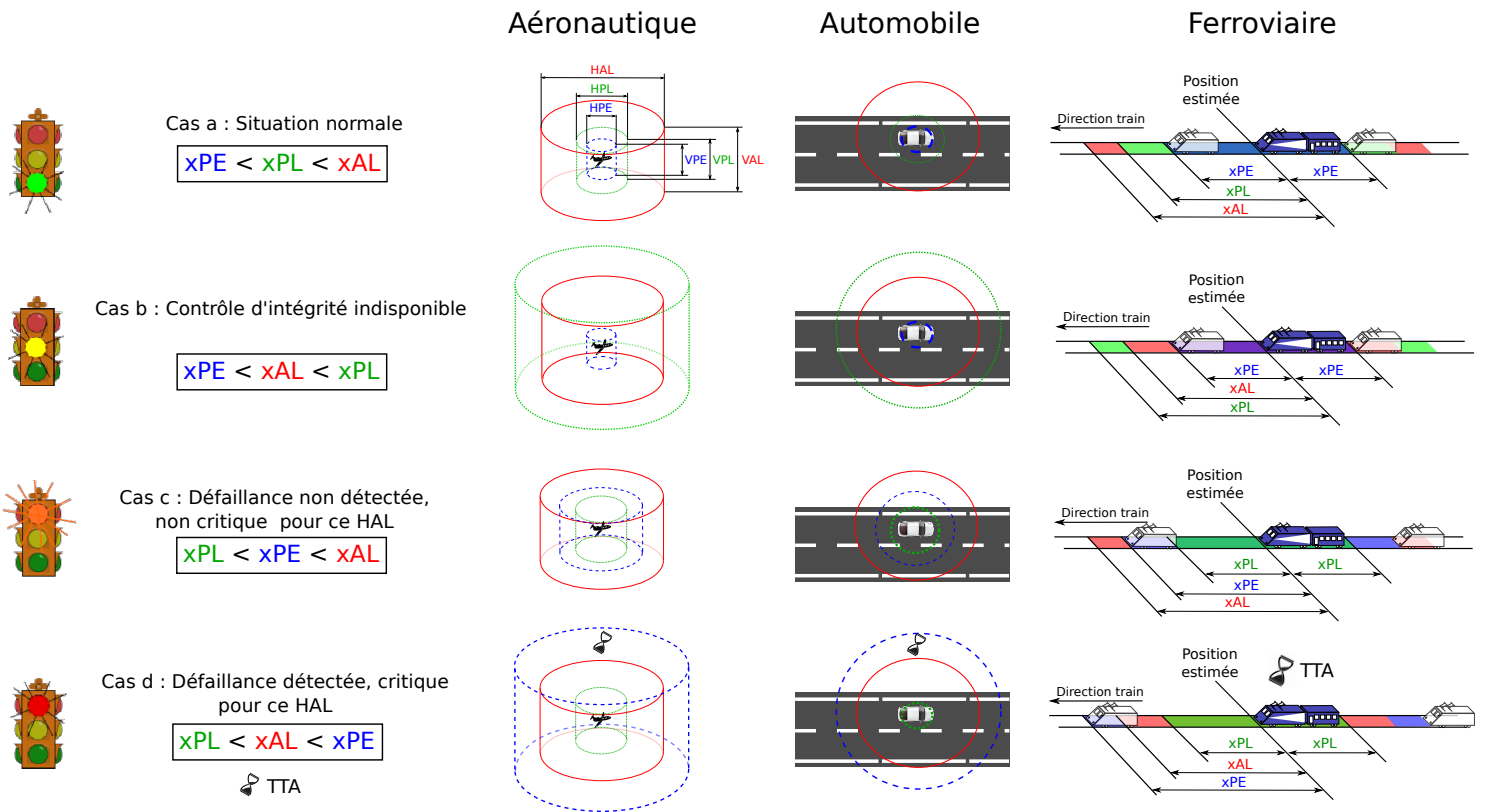 Aéronautique
Automobile
Ferroviaire
Cas a : Situation normale
xPE < xPL < xAL
HAL
HPL
HPE
VPE
VPL
VAL
Position
estimée
Direction train
xPE
xPE
xPL
xAL
Cas b : Contrôle d'intégrité indisponible
xPE < xAL < xPL
Position
estimée
Direction train
xPE
xPE
xAL
xPL
Cas c : Défaillance non détectée,
non critique pour ce HAL
xPL < xPE < xAL
Position
estimée
Direction train
xPL
xPL
xPE
xAL
Cas d : Défaillance détectée, critique
pour ce HAL
xPL < xAL < xPE
TTA
Position
estimée
TTA
Direction train
xPL
xPL
xAL
xPE